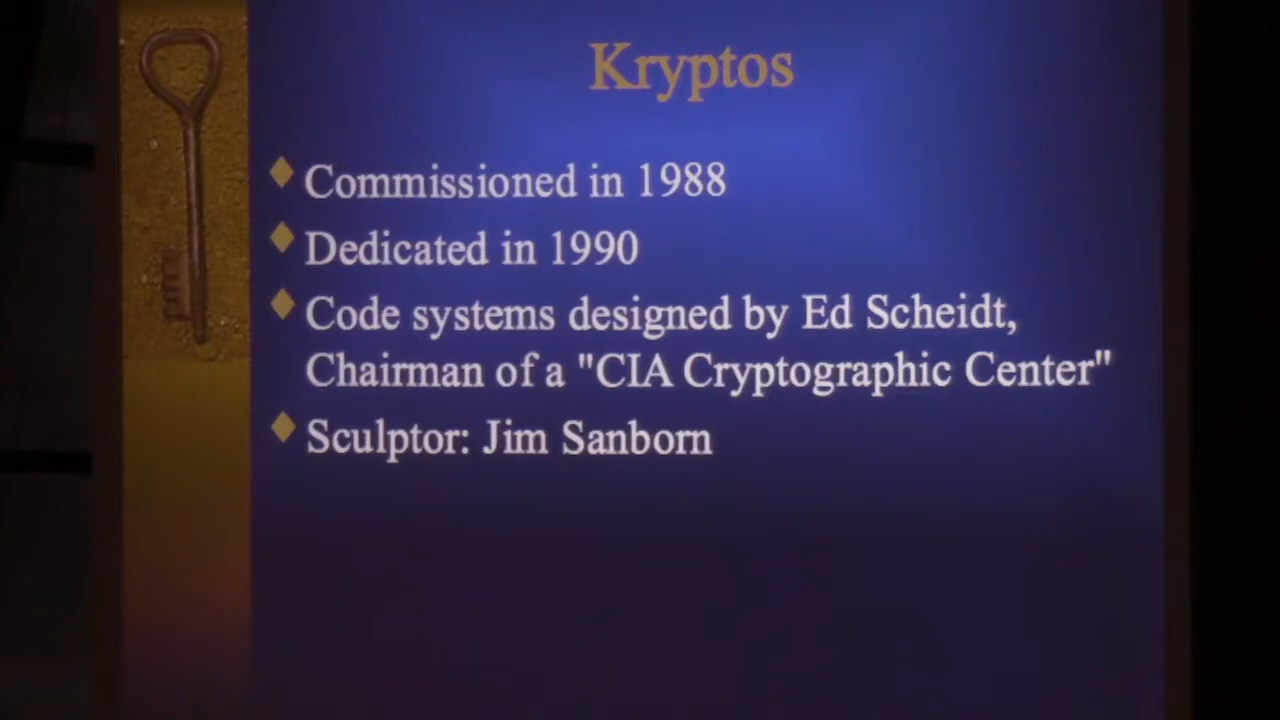 Kryptos
Commissioned in 1988
Dedicated in 1990
Code systems designed by Ed Scheidt,
Chairman of a "CIA Cryptographic Center"
Sculptor: Jim Sanborn